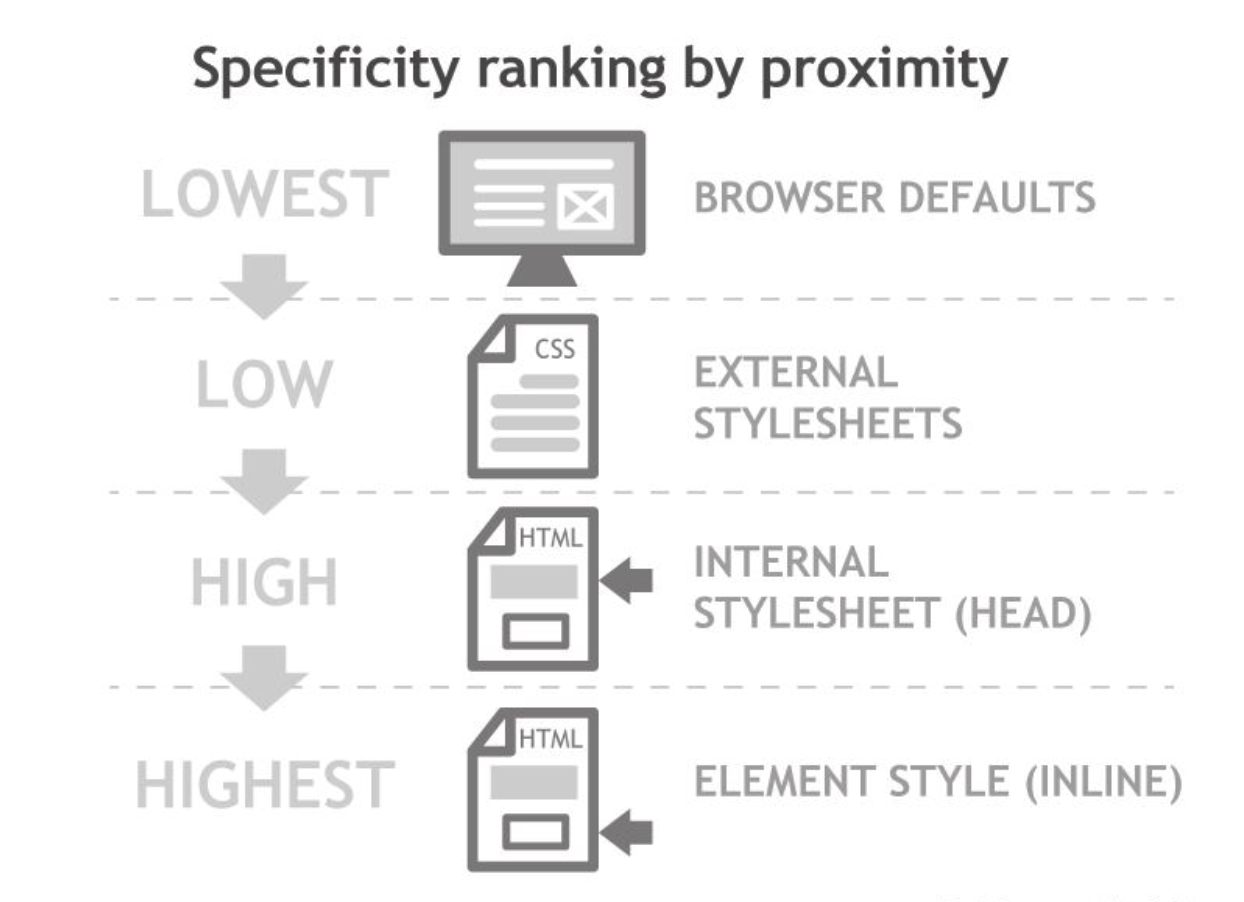 Specificity ranking by proximity
LOWEST
BROWSER DEFAULTS
LOW
CSS
EXTERNAL
STYLESHEETS
HIGH
HTML
INTERNAL
STYLESHEET (HEAD)
HIGHEST
HTML
ELEMENT STYLE (INLINE)